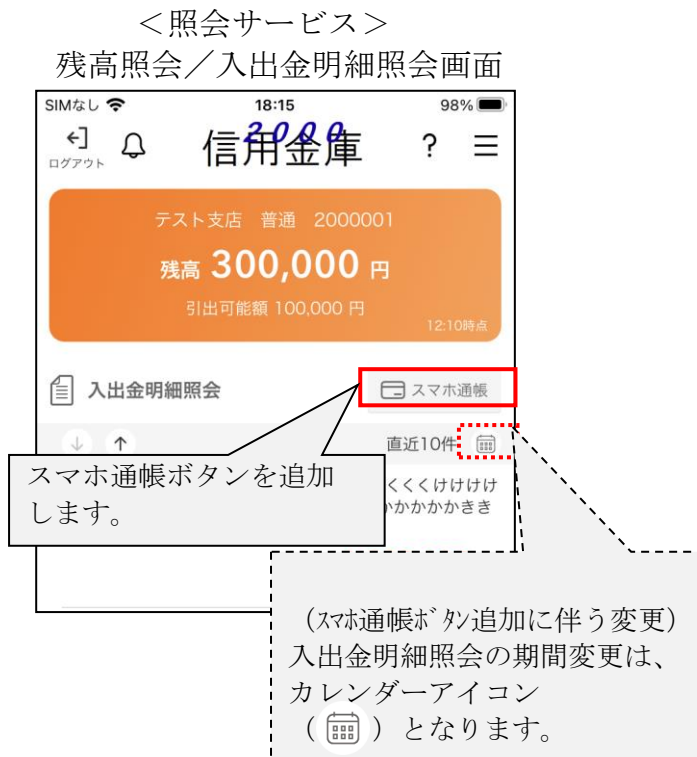 ＜照会サービス＞
残高照会／入出金明細照会画面
SIMなし 18:15 98%
2000
信用金庫 ?
ログアウト
テスト支店 普通 2000001
残高 300,000 円
引出可能額 100,000 円
12:10時点
入出金明細照会 スマホ通帳
↓ ↑ 直近10件
スマホ通帳ボタンを追加
します。
くくくけけけけ
かかかかきき
（ｽﾏﾎ通帳ﾎﾞﾀﾝ追加に伴う変更）
入出金明細照会の期間変更は、
カレンダーアイコン
（ ）となります。